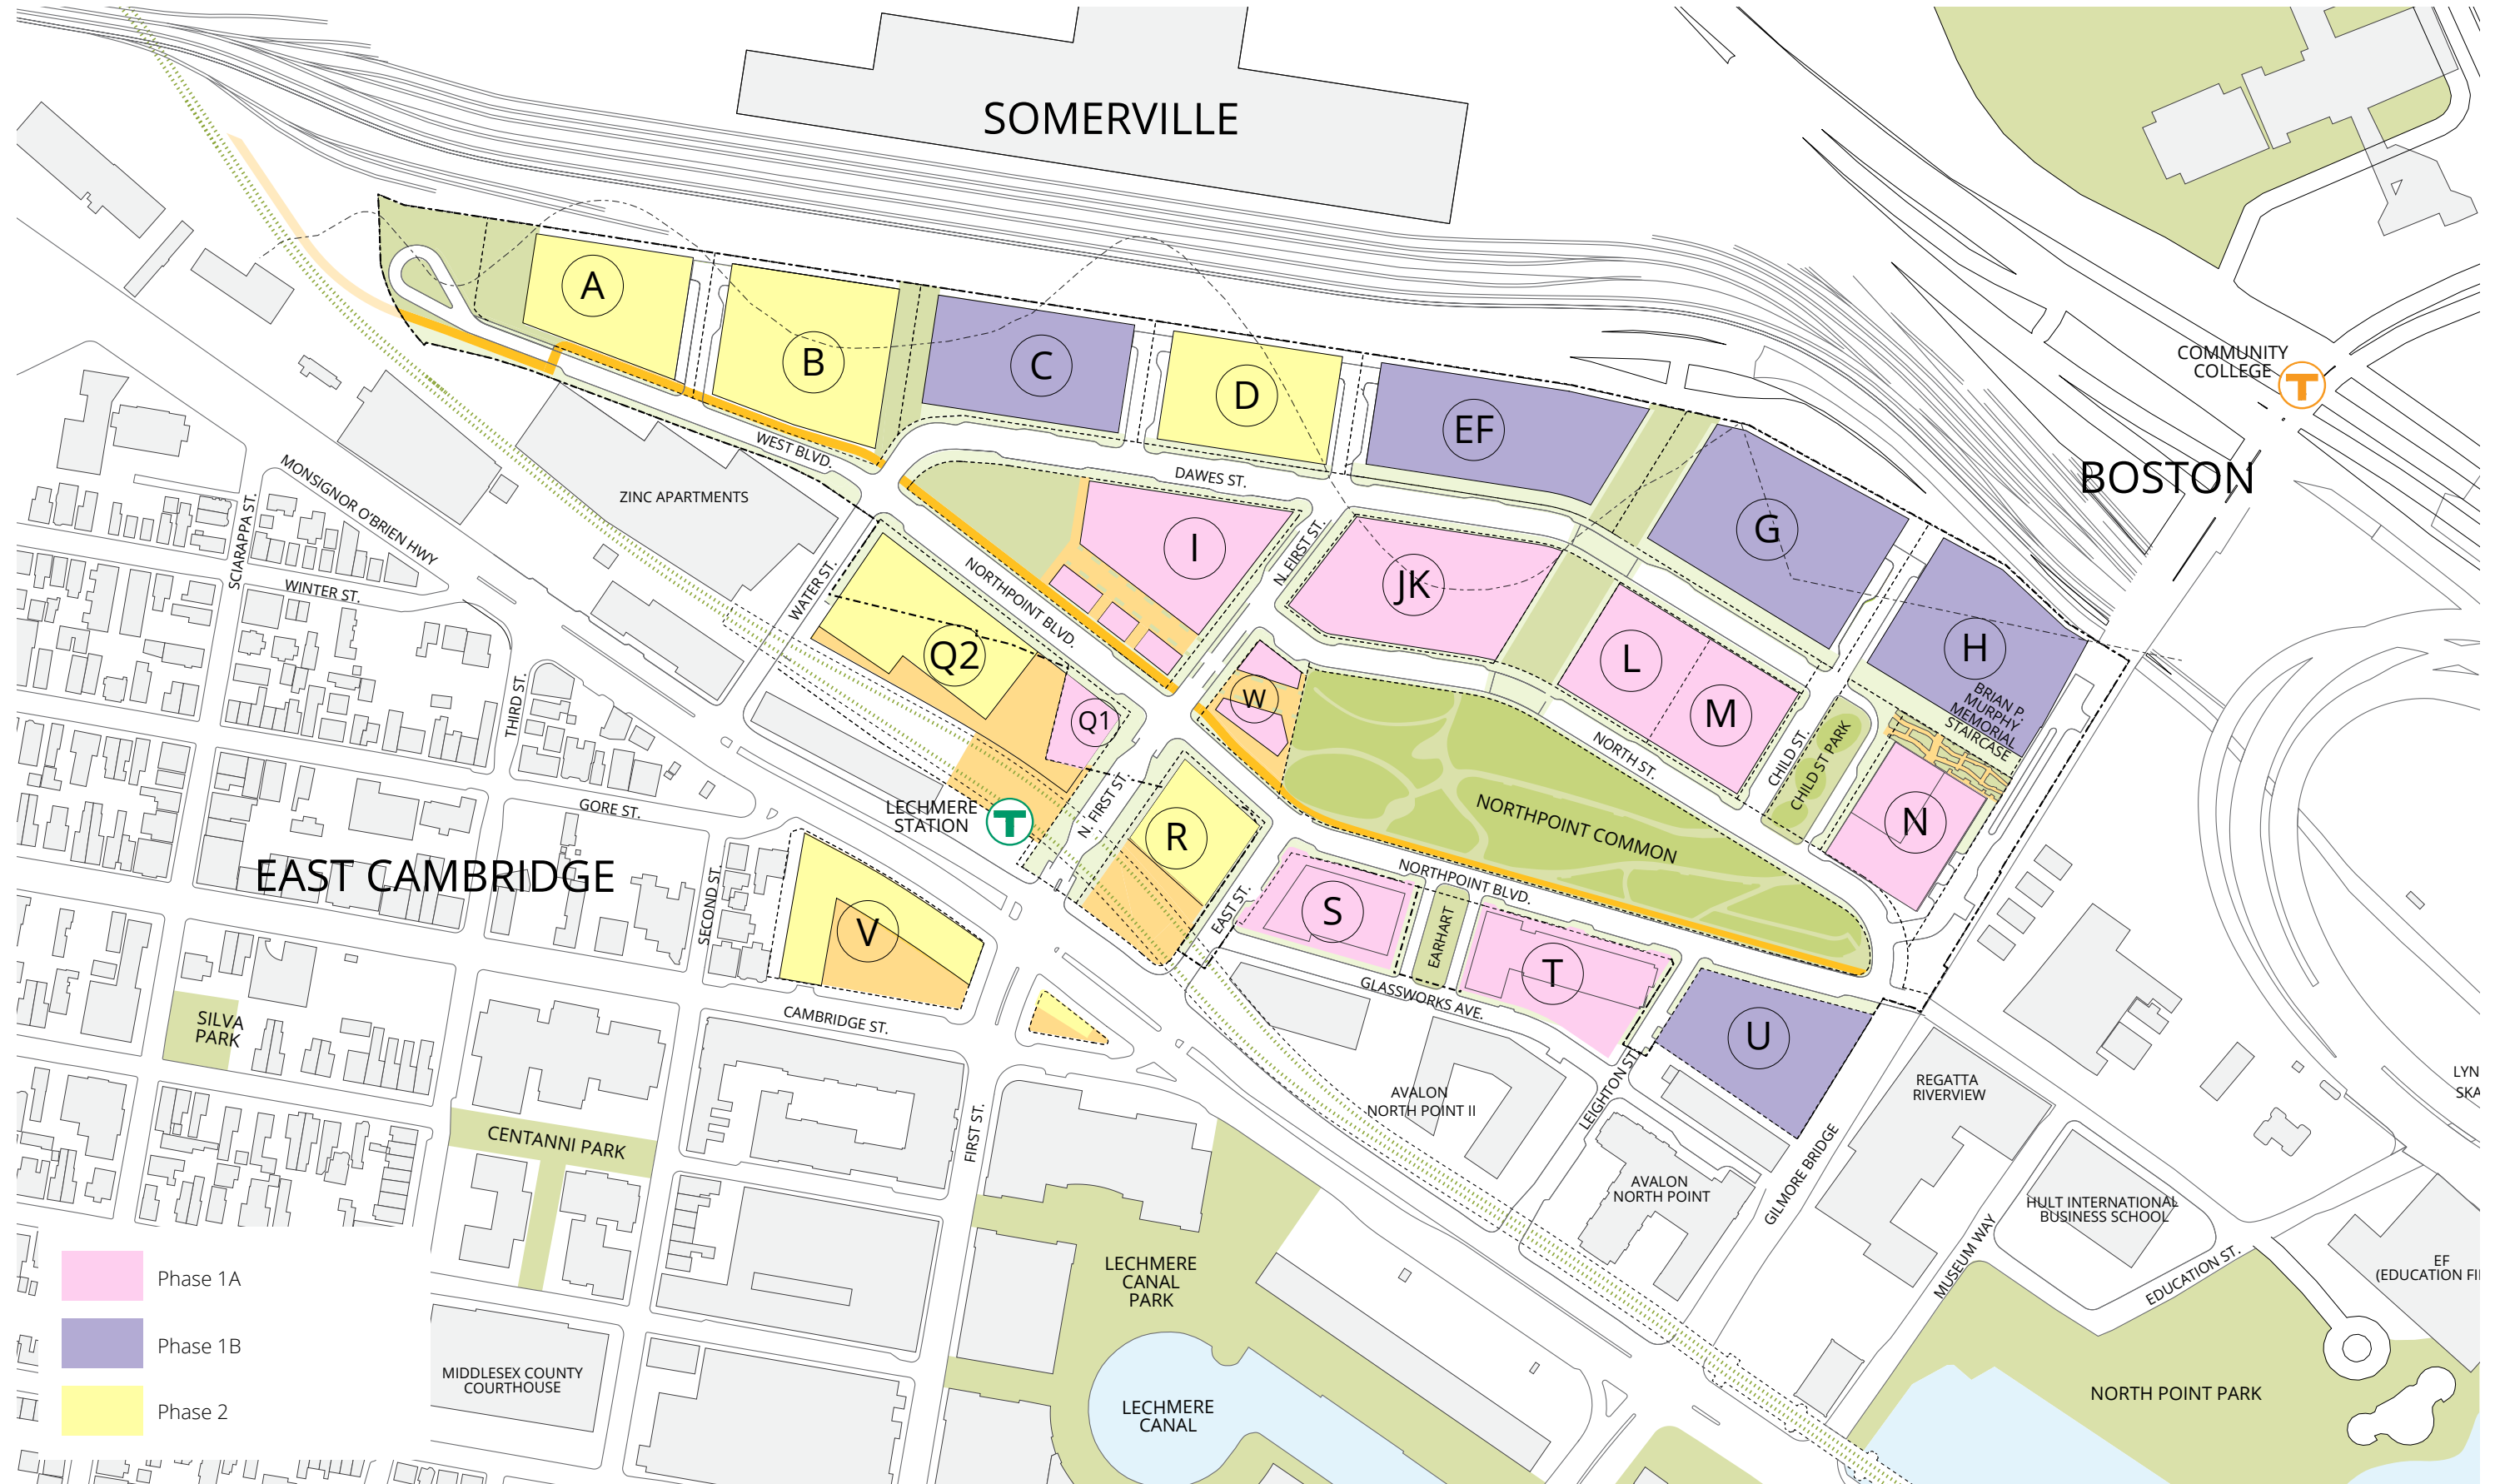 SOMERVILLE
COMMUNITY
COLLEGE
T
BOSTON
A
B
C
D
EF
G
H
I
JK
L
M
N
Q2
Q1
W
R
S
T
U
V
WEST BLVD.
DAWES ST.
ZINC APARTMENTS
MONSIGNOR O'BRIEN HWY
SCIARAPPA ST.
WINTER ST.
THIRD ST.
WATER ST.
NORTHPOINT BLVD.
N. FIRST ST.
BRIAN P.
MURPHY
MEMORIAL
STAIRCASE
NORTH ST.
CHILD ST.
CHILD ST PARK
NORTHPOINT COMMON
LECHMERE
STATION
T
N. FIRST ST.
GORE ST.
EAST CAMBRIDGE
SECOND ST.
EAST ST.
NORTHPOINT BLVD.
EARHART
GLASSWORKS AVE.
CAMBRIDGE ST.
SILVA
PARK
CENTANNI PARK
FIRST ST.
AVALON
NORTH POINT II
LEIGHTON ST.
AVALON
NORTH POINT
GILMORE BRIDGE
REGATTA
RIVERVIEW
MUSEUM WAY
HULT INTERNATIONAL
BUSINESS SCHOOL
EDUCATION ST.
LYN
SKA
EF
(EDUCATION FI
LECHMERE
CANAL
PARK
LECHMERE
CANAL
NORTH POINT PARK
MIDDLESEX COUNTY
COURTHOUSE
Phase 1A
Phase 1B
Phase 2